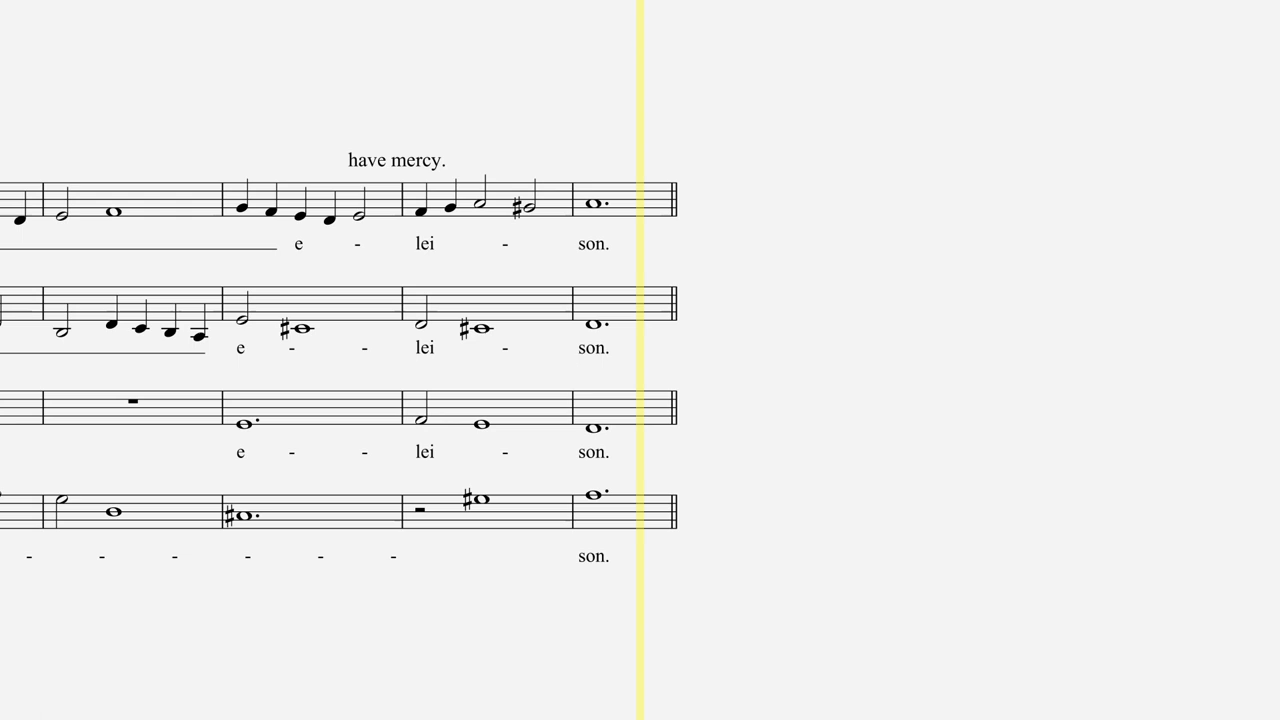 have mercy.
e - lei - son.
e - - lei - son.
e - - lei - son.
- - - - - - son.